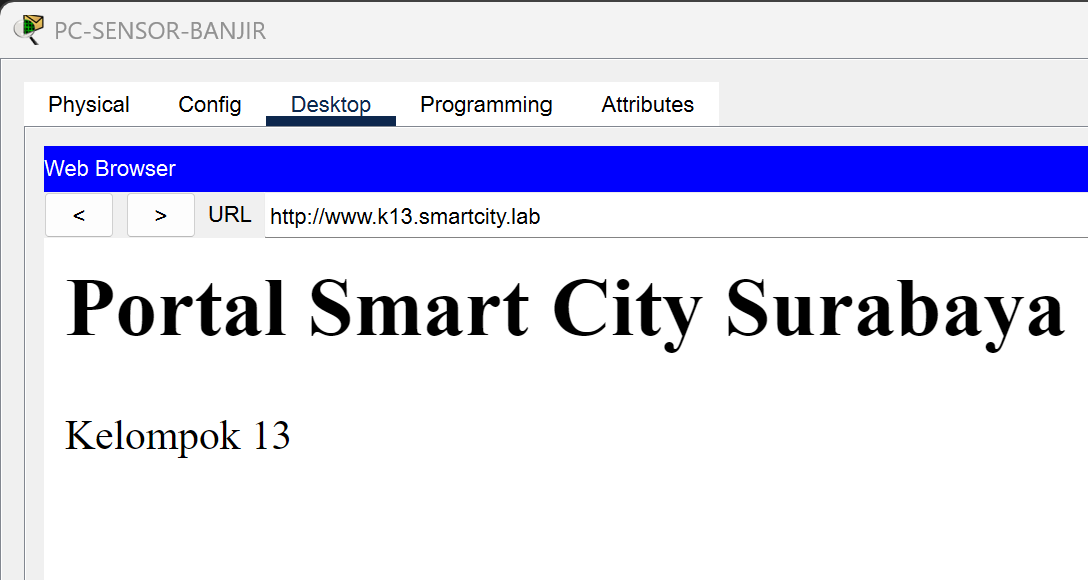 PC-SENSOR-BANJIR
Physical Config Desktop Programming Attributes
Web Browser
< > URL http://www.k13.smartcity.lab
Portal Smart City Surabaya
Kelompok 13